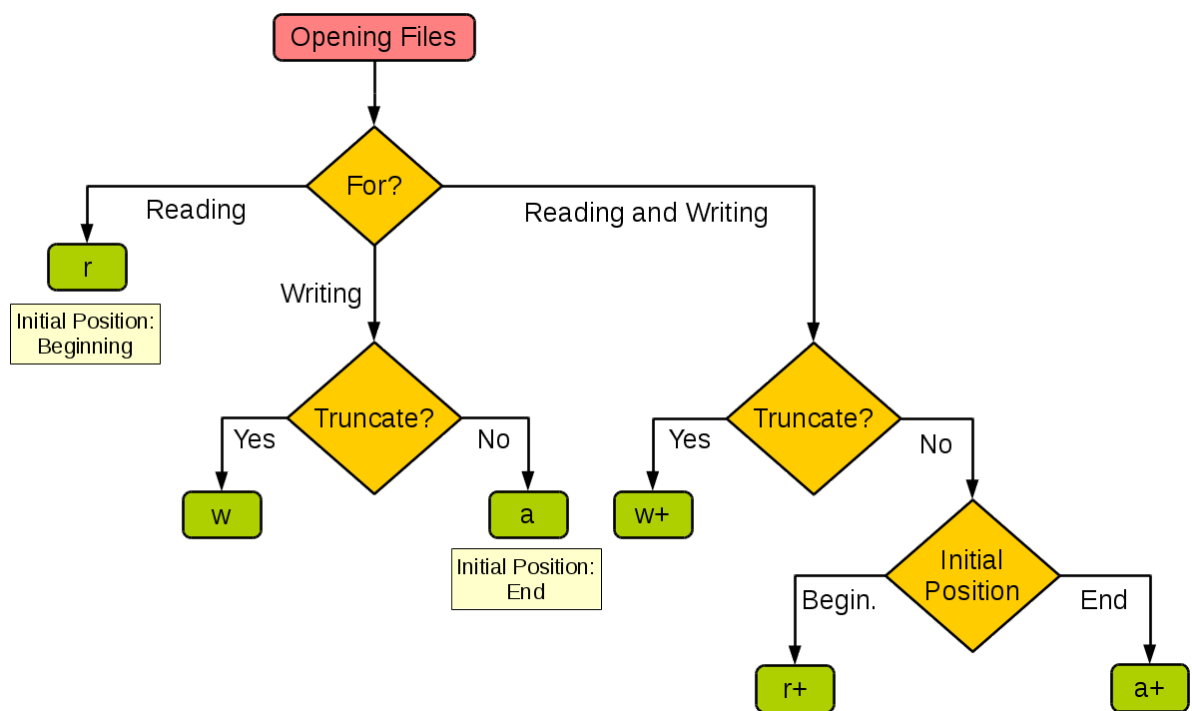 Opening Files
For?
Reading
Reading and Writing
r
Writing
Initial Position:
Beginning
Truncate?
Truncate?
Yes
No
Yes
No
w
a
w+
Initial Position:
End
Initial
Position
Begin.
End
r+
a+